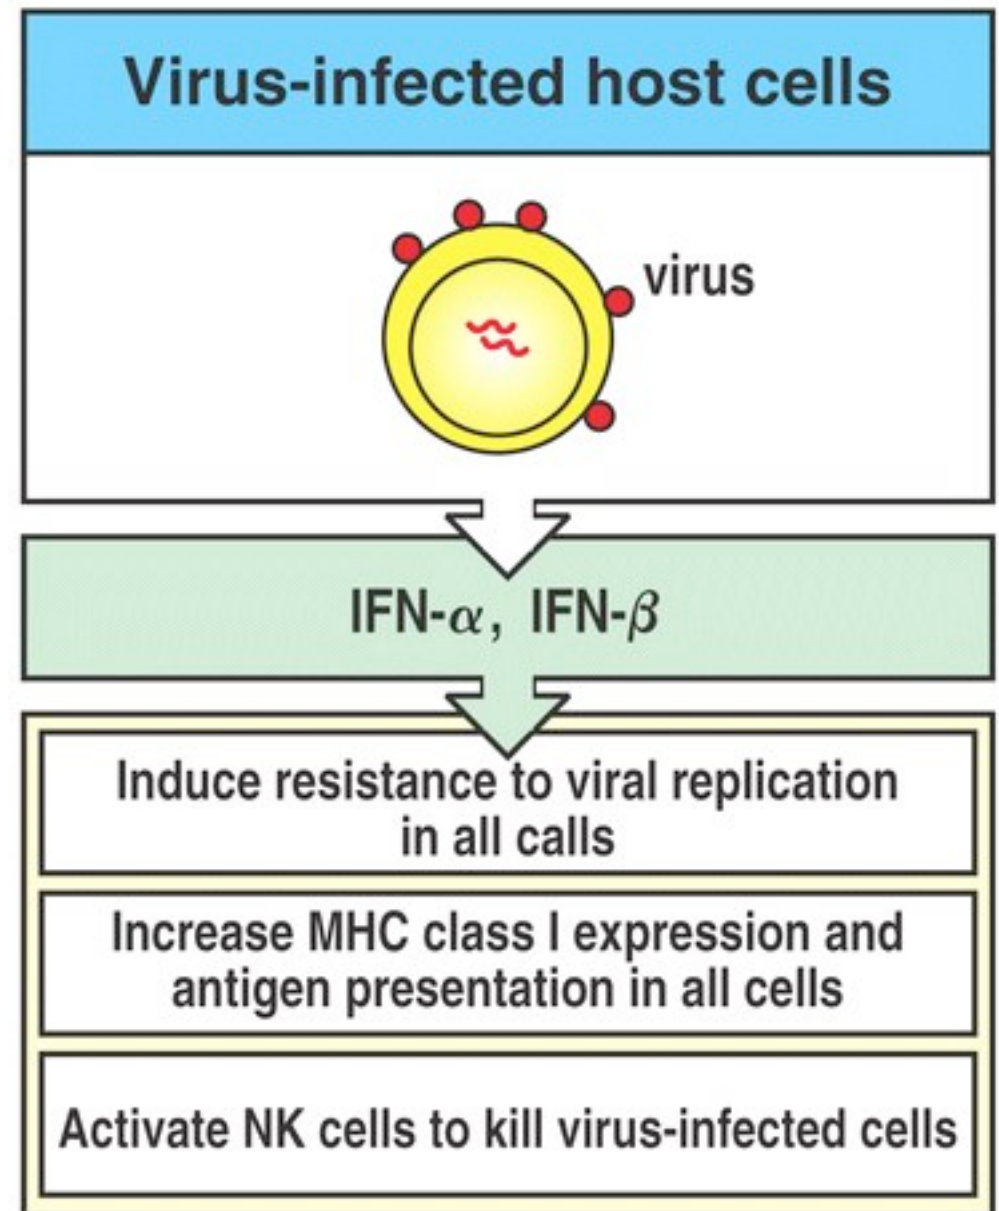 Virus-infected host cells
virus
IFN-α, IFN-β
Induce resistance to viral replication
in all calls
Increase MHC class I expression and
antigen presentation in all cells
Activate NK cells to kill virus-infected cells